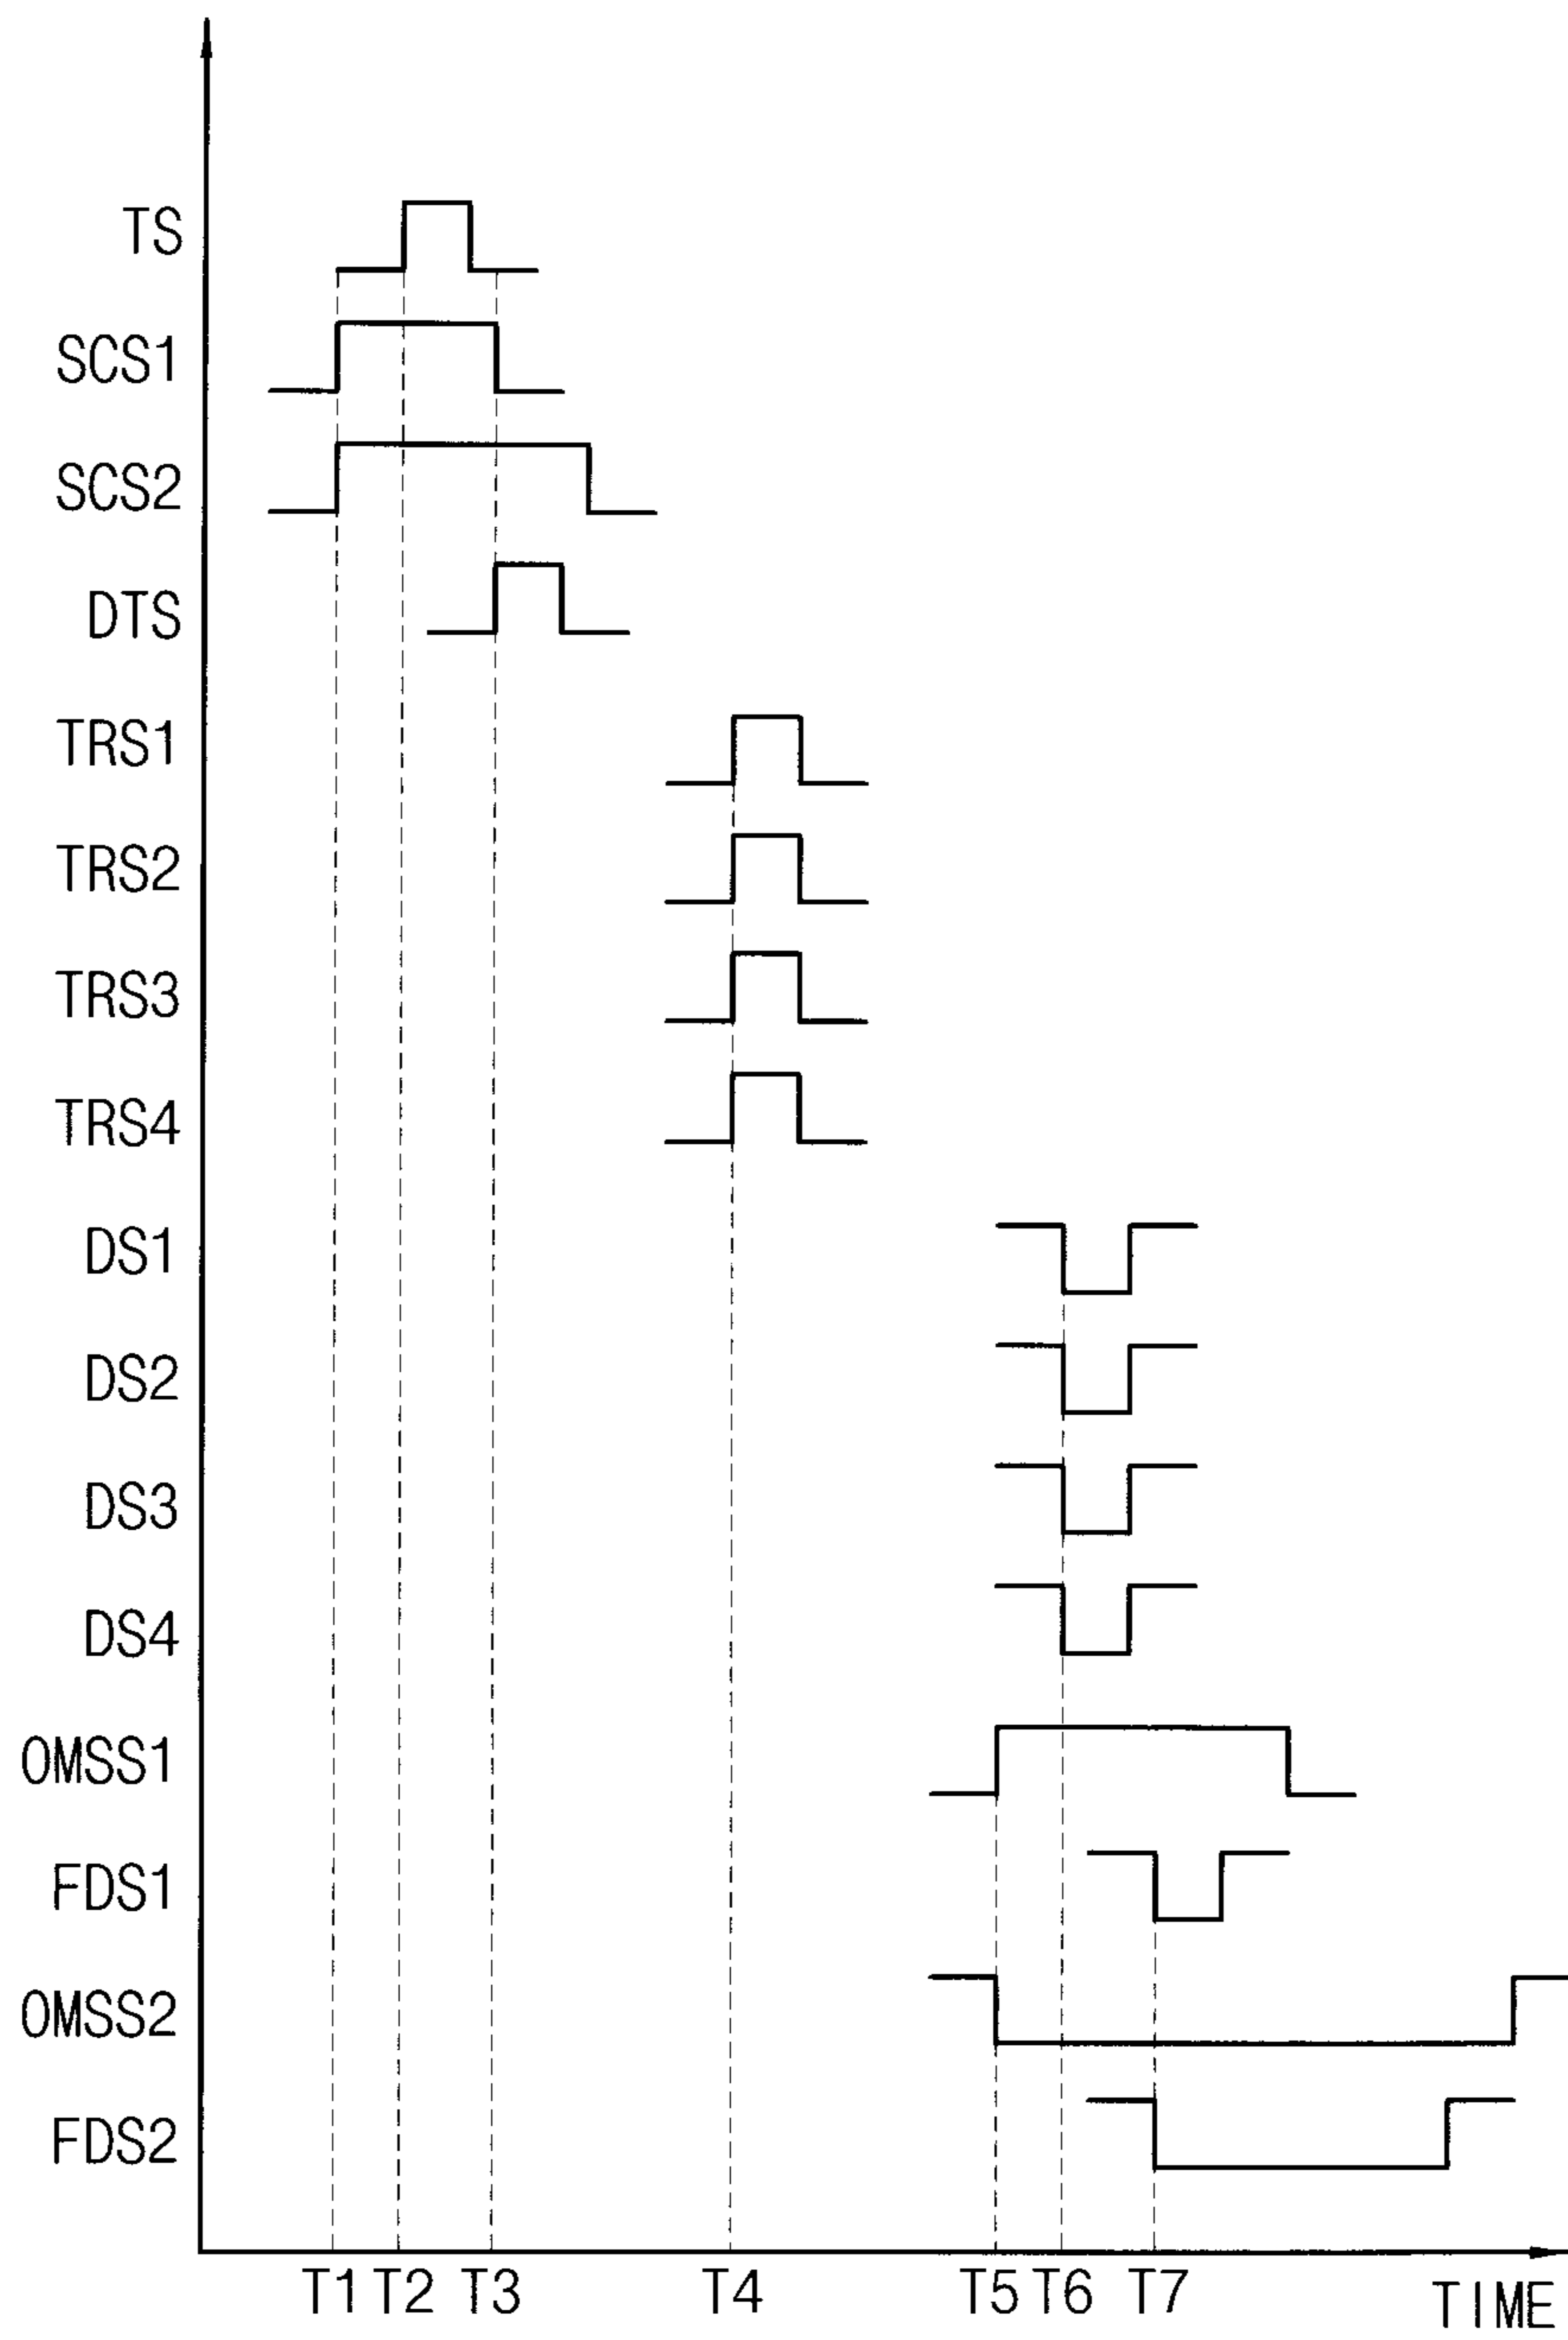 TS
SCS1
SCS2
DTS
TRS1
TRS2
TRS3
TRS4
DS1
DS2
DS3
DS4
OMSS1
FDS1
OMSS2
FDS2
T1 T2 T3 T4 T5 T6 T7 TIME